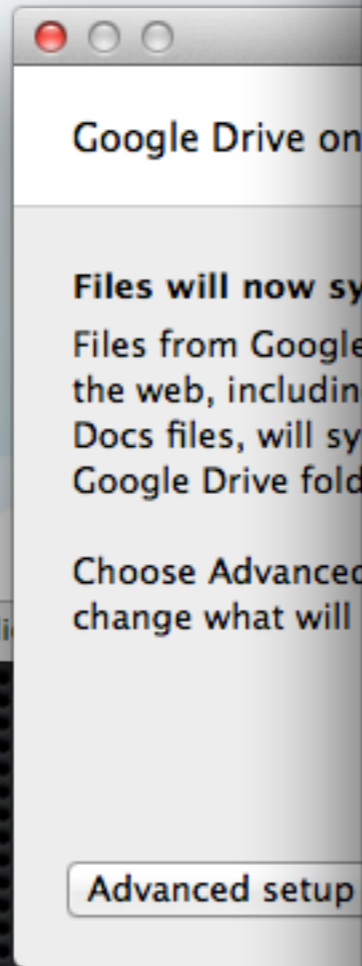 Google Drive on
Files will now sy
Files from Google
the web, includin
Docs files, will sy
Google Drive fold
Choose Advanced
change what will
Advanced setup